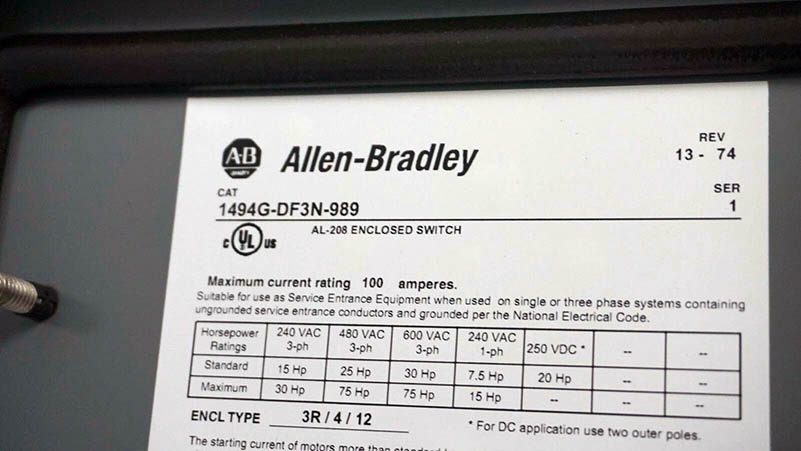 A-B
QUALITY
Allen-Bradley
REV
13 - 74
CAT
SER
1494G-DF3N-989
1
C UL US
AL-208 ENCLOSED SWITCH
Maximum current rating 100 amperes.
Suitable for use as Service Entrance Equipment when used on single or three phase systems containing
ungrounded service entrance conductors and grounded per the National Electrical Code.
Horsepower Ratings 240 VAC 3-ph 480 VAC 3-ph 600 VAC 3-ph 240 VAC 1-ph 250 VDC * -- --
Standard 15 Hp 25 Hp 30 Hp 7.5 Hp 20 Hp -- --
Maximum 30 Hp 75 Hp 75 Hp 15 Hp -- -- --
ENCL TYPE 3R / 4 / 12
* For DC application use two outer poles.
The starting current of motors more than